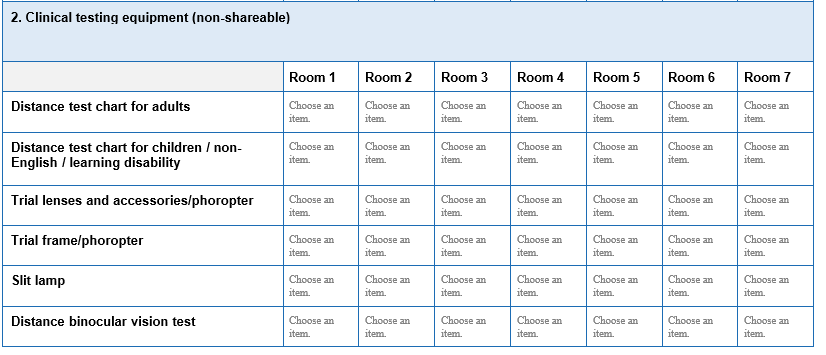 2. Clinical testing equipment (non-shareable)
Room 1 Room 2 Room 3 Room 4 Room 5 Room 6 Room 7
Distance test chart for adults Choose an item. Choose an item. Choose an item. Choose an item. Choose an item. Choose an item. Choose an item.
Distance test chart for children / non-
English / learning disability Choose an item. Choose an item. Choose an item. Choose an item. Choose an item. Choose an item. Choose an item.
Trial lenses and accessories/phoropter Choose an item. Choose an item. Choose an item. Choose an item. Choose an item. Choose an item. Choose an item.
Trial frame/phoropter Choose an item. Choose an item. Choose an item. Choose an item. Choose an item. Choose an item. Choose an item.
Slit lamp Choose an item. Choose an item. Choose an item. Choose an item. Choose an item. Choose an item. Choose an item.
Distance binocular vision test Choose an item. Choose an item. Choose an item. Choose an item. Choose an item. Choose an item. Choose an item.